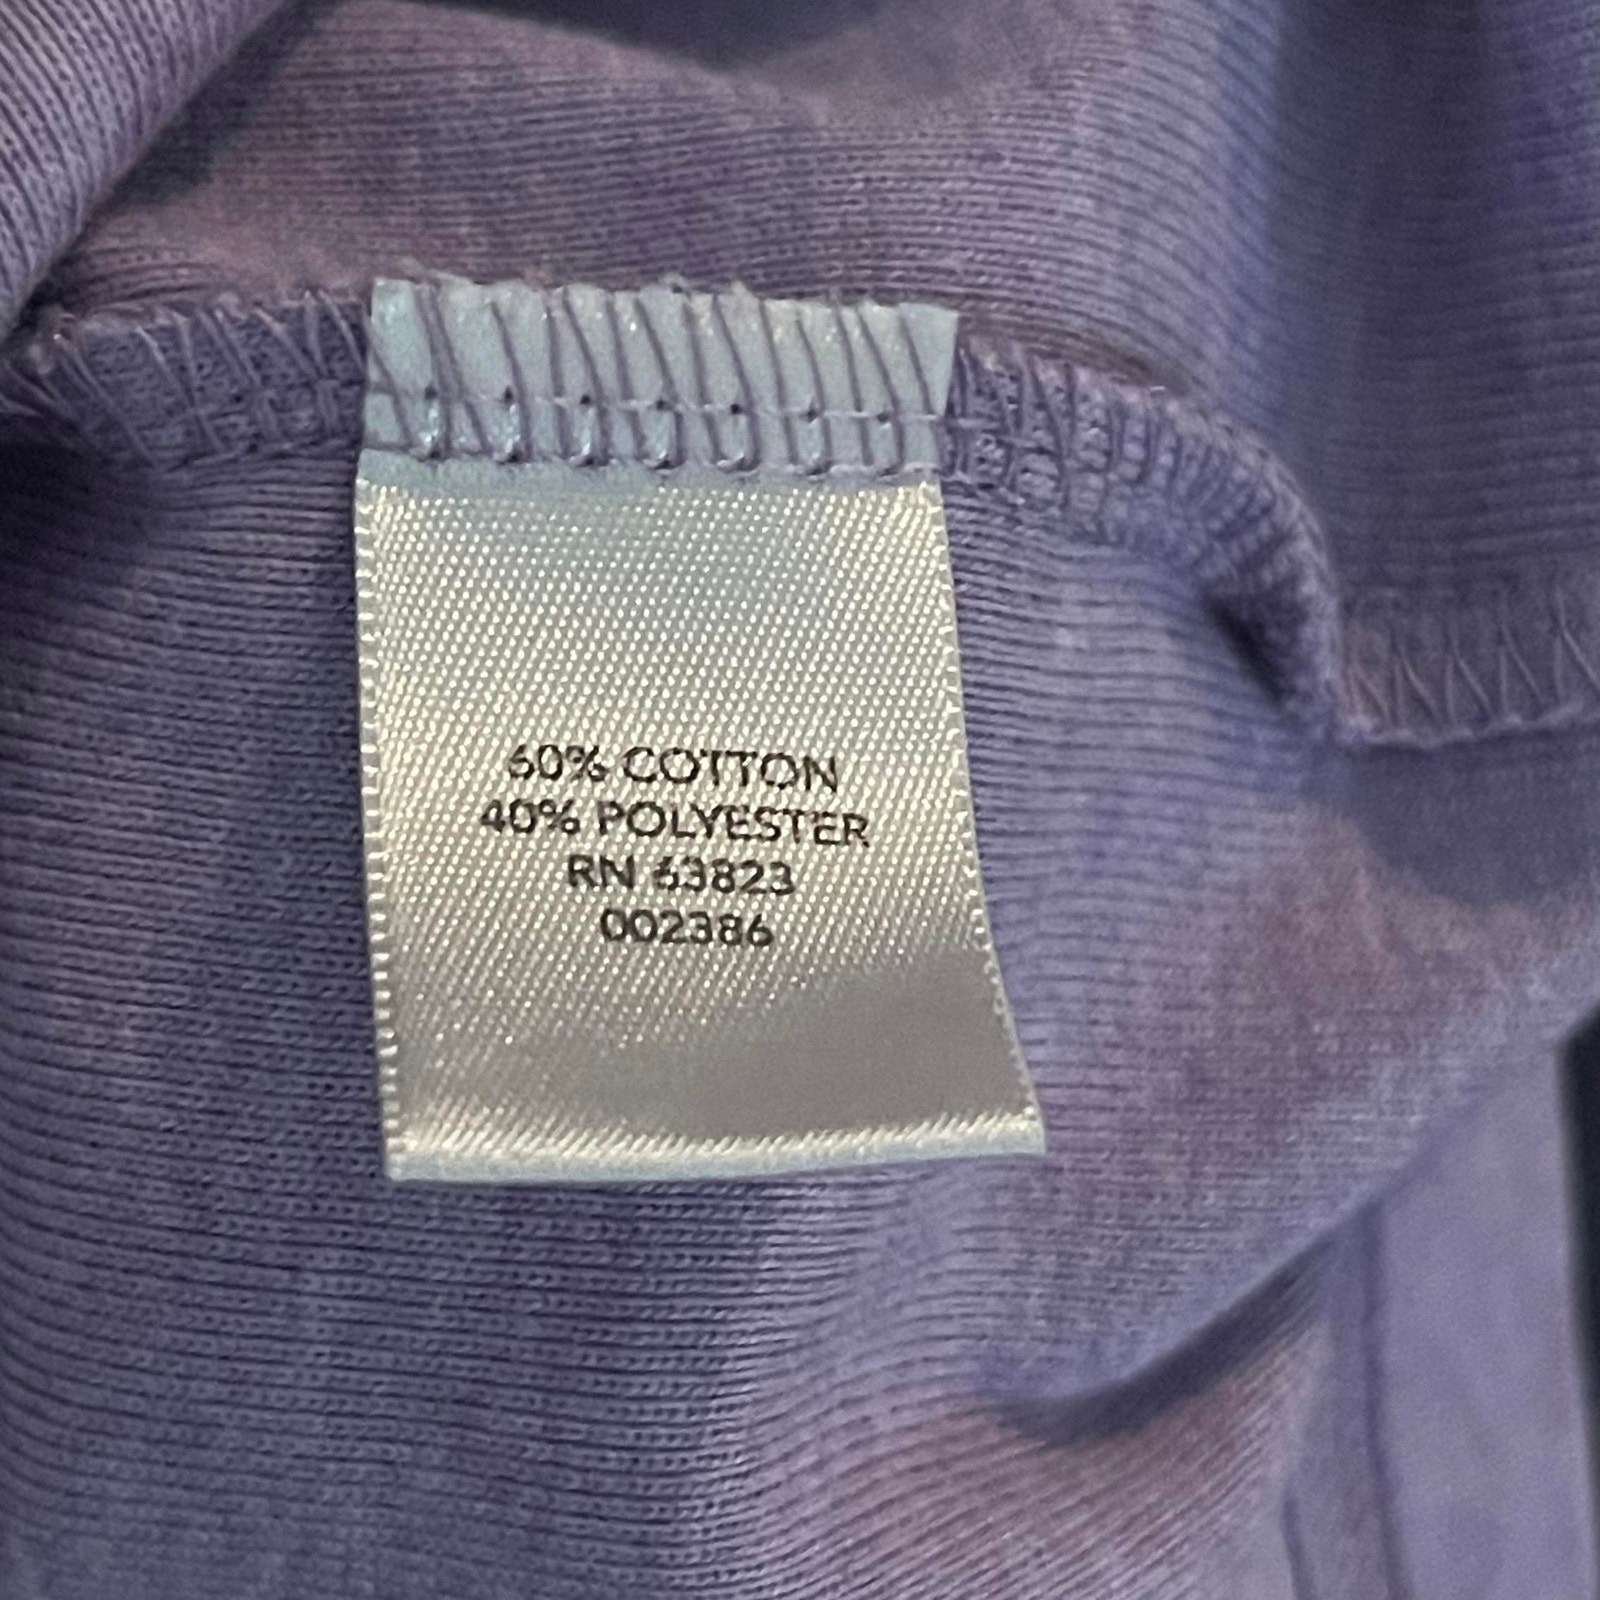 60% COTTON
40% POLYESTER
RN 63823
002386